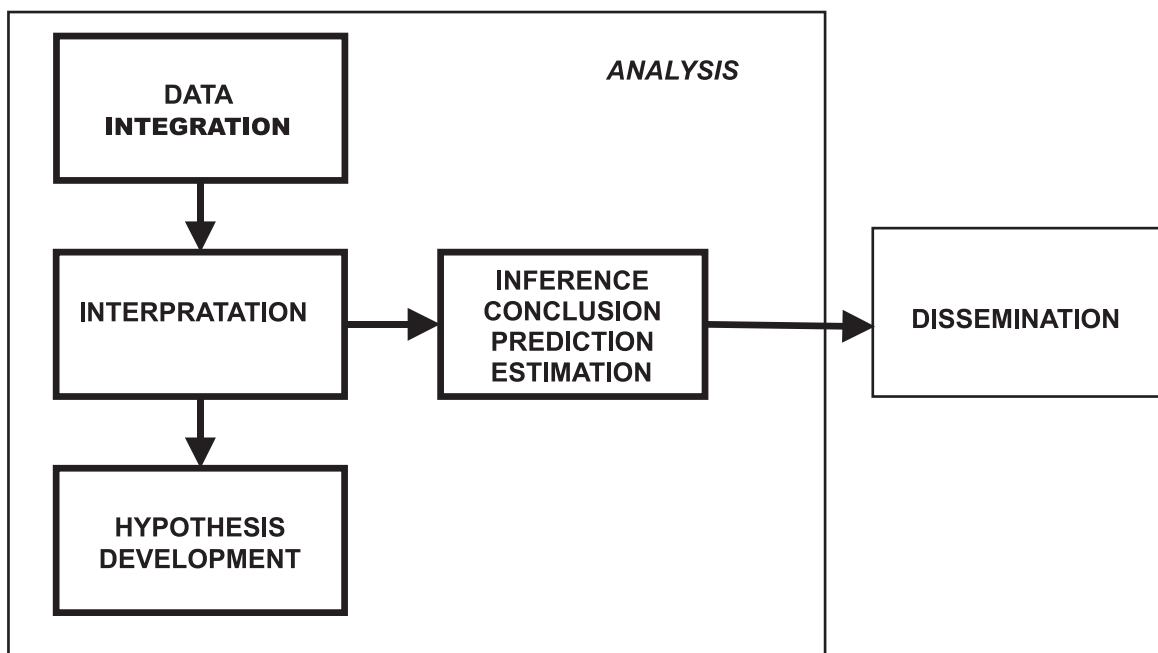 ANALYSIS
DATA
INTEGRATION
INTERPRATATION
INFERENCE
CONCLUSION
PREDICTION
ESTIMATION
DISSEMINATION
HYPOTHESIS
DEVELOPMENT